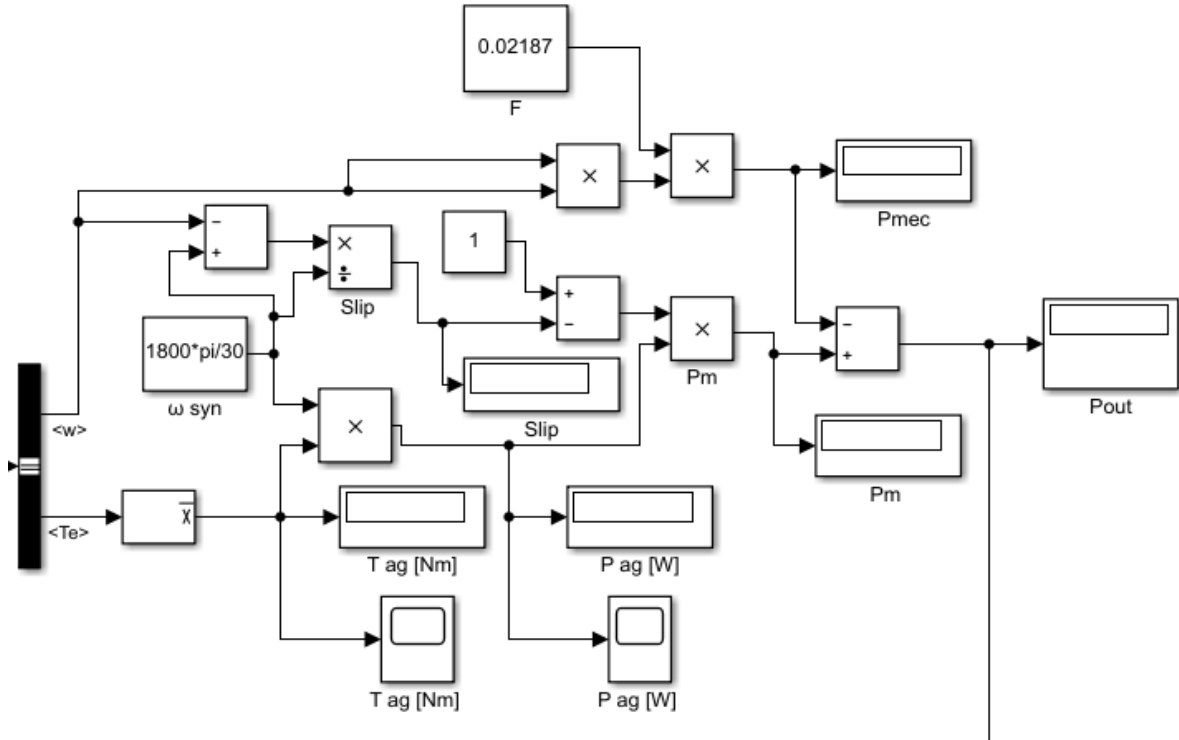 0.02187
F
×
×
Pmec
−
+
×
÷
Slip
1
+
−
×
Pm
−
+
Pout
1800*pi/30
ω syn
<w>
×
Slip
Pm
<Te>
x̅
T ag [Nm]
P ag [W]
T ag [Nm]
P ag [W]